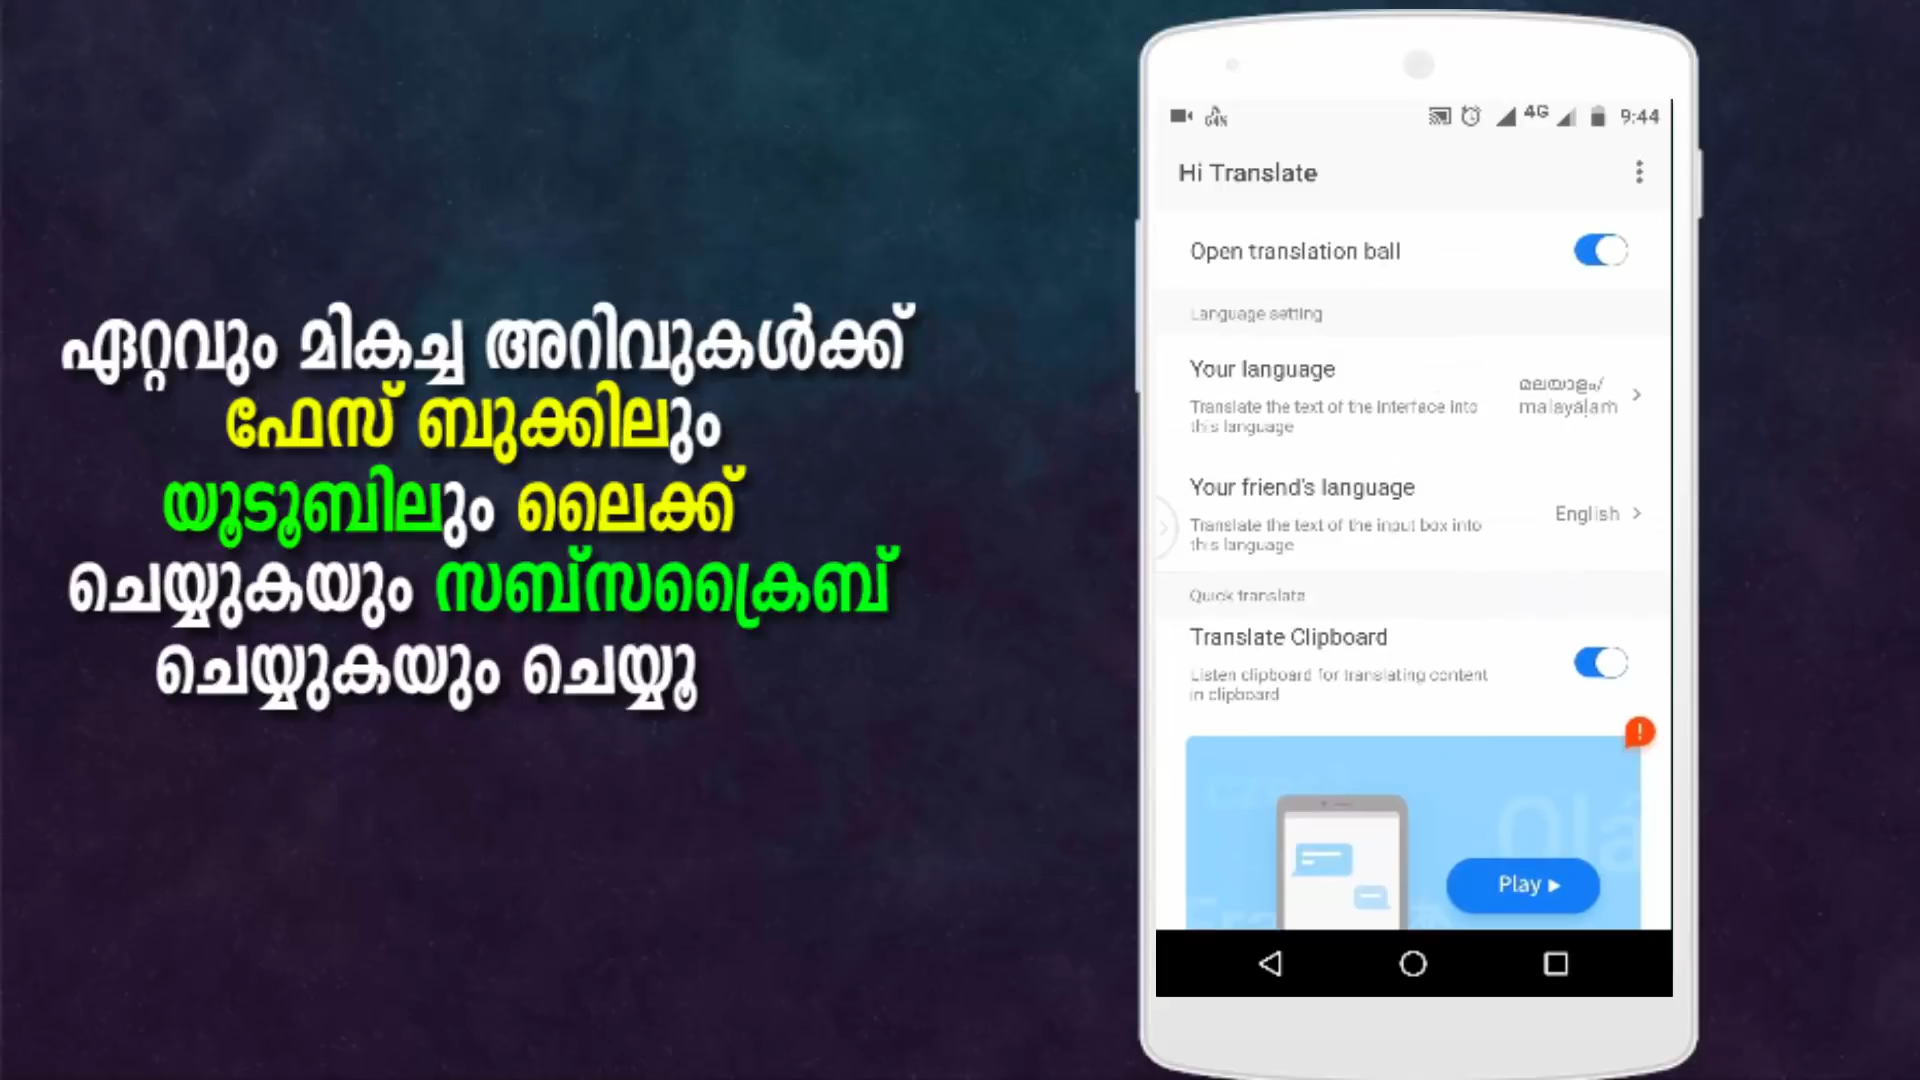 ഏറ്റവും മികച്ച അറിവുകൾക്ക്
ഫേസ് ബുക്കിലും
യൂടൂബിലും ലൈക്ക്
ചെയ്യുകയും സബ്സക്രൈബ്
ചെയ്യുകയും ചെയ്യൂ
4G 9:44
Hi Translate
Open translation ball
Language setting
Your language
Translate the text of the interface into
this language
മലയാളം/
malayalam
Your friend's language
Translate the text of the input box into
this language
English
Quick translate
Translate Clipboard
Listen clipboard for translating content
in clipboard
Olá
Play